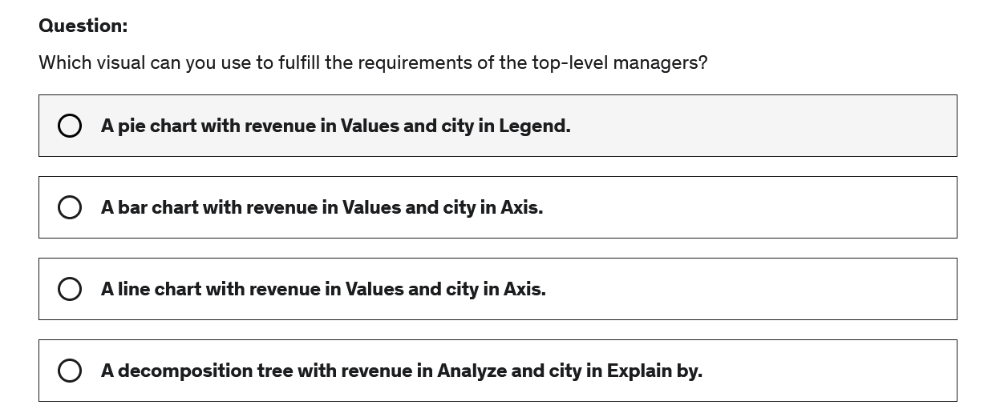 Question:
Which visual can you use to fulfill the requirements of the top-level managers?
A pie chart with revenue in Values and city in Legend.
A bar chart with revenue in Values and city in Axis.
A line chart with revenue in Values and city in Axis.
A decomposition tree with revenue in Analyze and city in Explain by.